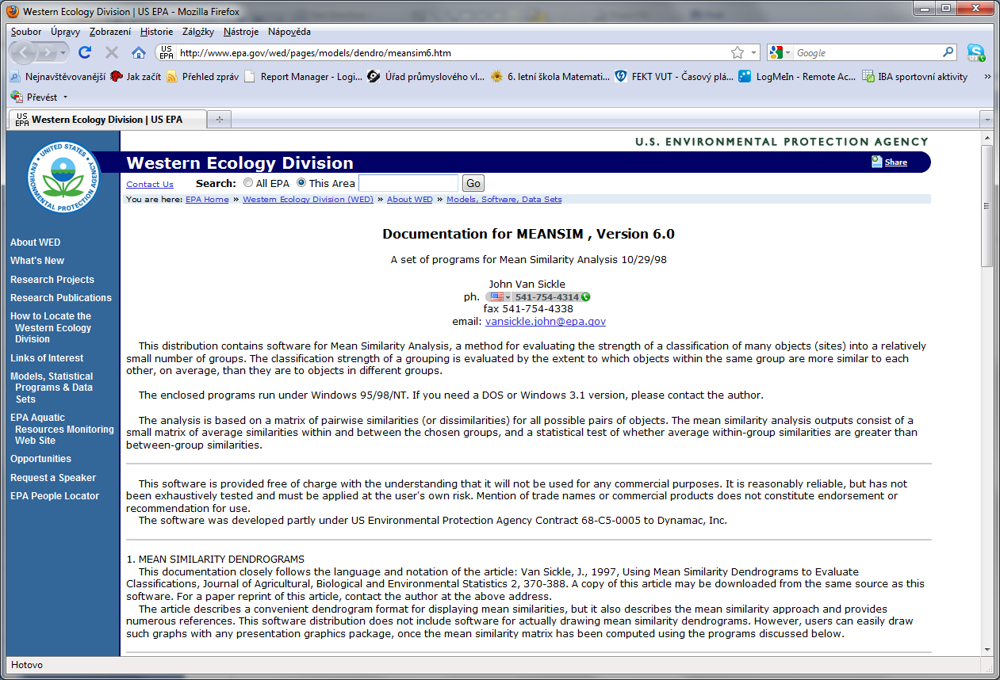 Western Ecology Division | US EPA - Mozilla Firefox
Soubor Úpravy Zobrazení Historie Záložky Nástroje Nápověda
US EPA http://www.epa.gov/wed/pages/models/dendro/meansim6.htm Google
Nejnavštěvovanější Jak začít Přehled zpráv Report Manager - Logi... Úřad průmyslového vl... 6. letní škola Matemati... FEKT VUT - Časový plá... LogMeIn - Remote Ac... IBA sportovní aktivity »
Převést
US EPA Western Ecology Division | US EPA
UNITED STATES ENVIRONMENTAL PROTECTION AGENCY
U.S. ENVIRONMENTAL PROTECTION AGENCY
Western Ecology Division Share
Contact Us Search: All EPA This Area Go
You are here: EPA Home » Western Ecology Division (WED) » About WED » Models, Software, Data Sets
About WED
What's New
Research Projects
Research Publications
How to Locate the
Western Ecology
Division
Links of Interest
Models, Statistical
Programs & Data
Sets
EPA Aquatic
Resources Monitoring
Web Site
Opportunities
Request a Speaker
EPA People Locator
Documentation for MEANSIM , Version 6.0
A set of programs for Mean Similarity Analysis 10/29/98
John Van Sickle
ph. 541-754-4314
fax 541-754-4338
email: vansickle.john@epa.gov
This distribution contains software for Mean Similarity Analysis, a method for evaluating the strength of a classification of many objects (sites) into a relatively
small number of groups. The classification strength of a grouping is evaluated by the extent to which objects within the same group are more similar to each
other, on average, than they are to objects in different groups.
The enclosed programs run under Windows 95/98/NT. If you need a DOS or Windows 3.1 version, please contact the author.
The analysis is based on a matrix of pairwise similarities (or dissimilarities) for all possible pairs of objects. The mean similarity analysis outputs consist of a
small matrix of average similarities within and between the chosen groups, and a statistical test of whether average within-group similarities are greater than
between-group similarities.
This software is provided free of charge with the understanding that it will not be used for any commercial purposes. It is reasonably reliable, but has not
been exhaustively tested and must be applied at the user's own risk. Mention of trade names or commercial products does not constitute endorsement or
recommendation for use.
The software was developed partly under US Environmental Protection Agency Contract 68-C5-0005 to Dynamac, Inc.
1. MEAN SIMILARITY DENDROGRAMS
This documentation closely follows the language and notation of the article: Van Sickle, J., 1997, Using Mean Similarity Dendrograms to Evaluate
Classifications, Journal of Agricultural, Biological and Environmental Statistics 2, 370-388. A copy of this article may be downloaded from the same source as this
software. For a paper reprint of this article, contact the author at the above address.
The article describes a convenient dendrogram format for displaying mean similarities, but it also describes the mean similarity approach and provides
numerous references. This software distribution does not include software for actually drawing mean similarity dendrograms. However, users can easily draw
such graphs with any presentation graphics package, once the mean similarity matrix has been computed using the programs discussed below.
Hotovo